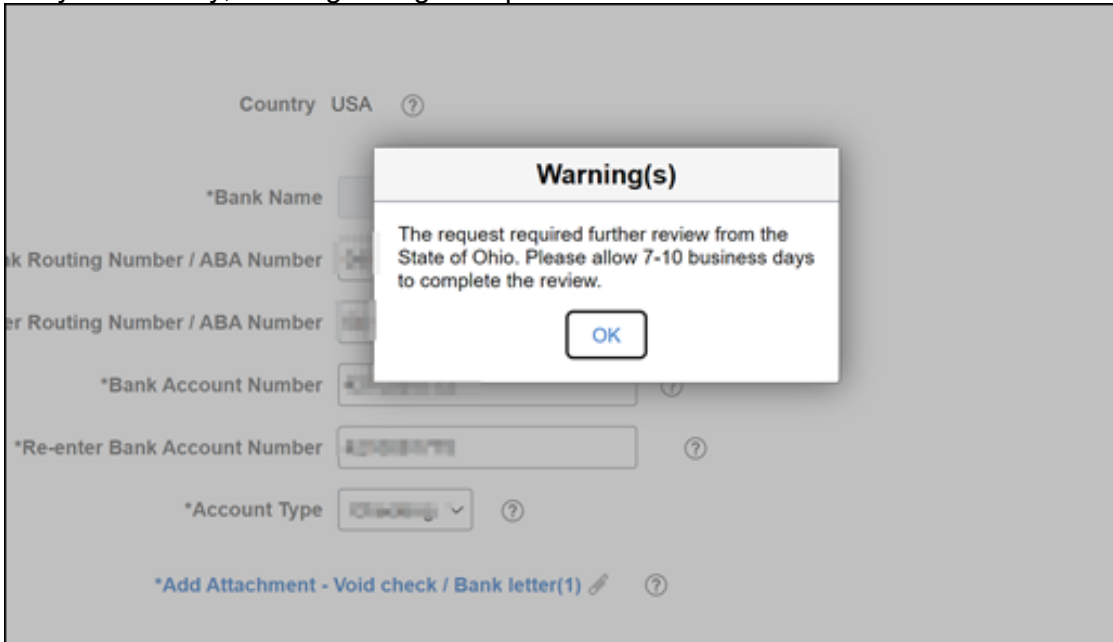 Country USA
Warning(s)
*Bank Name
The request required further review from the
State of Ohio. Please allow 7-10 business days
to complete the review.
k Routing Number / ABA Number
er Routing Number / ABA Number
OK
*Bank Account Number
*Re-enter Bank Account Number
*Account Type
*Add Attachment - Void check / Bank letter(1)